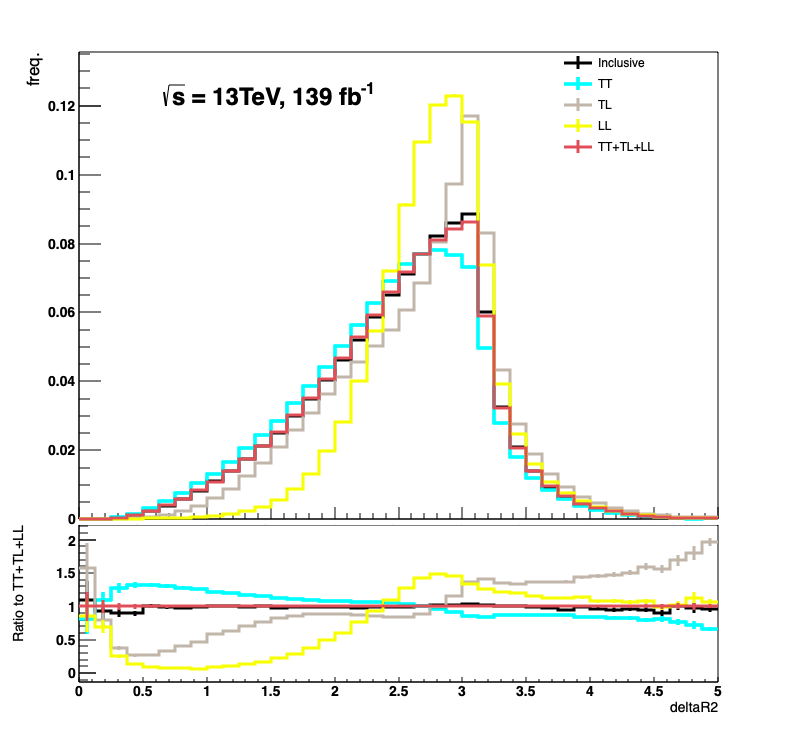 freq.
√s = 13TeV, 139 fb⁻¹
Inclusive
TT
TL
LL
TT+TL+LL
0.12
0.1
0.08
0.06
0.04
0.02
0
Ratio to TT+TL+LL
2
1.5
1
0.5
0
0 0.5 1 1.5 2 2.5 3 3.5 4 4.5 5
deltaR2